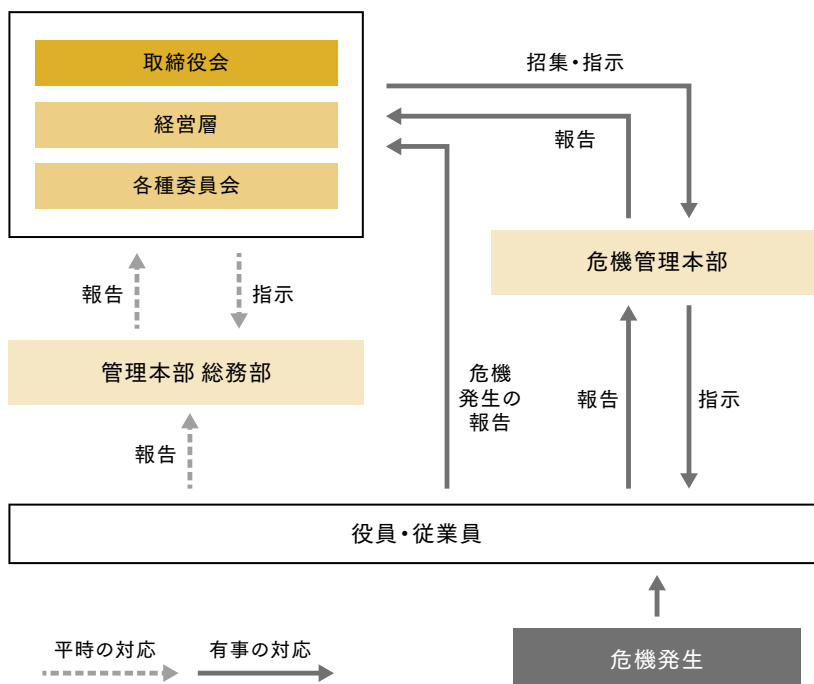 取締役会
経営層
各種委員会
招集・指示
報告
危機管理本部
報告
指示
管理本部 総務部
危機
発生の
報告
報告
指示
報告
役員・従業員
平時の対応
有事の対応
危機発生